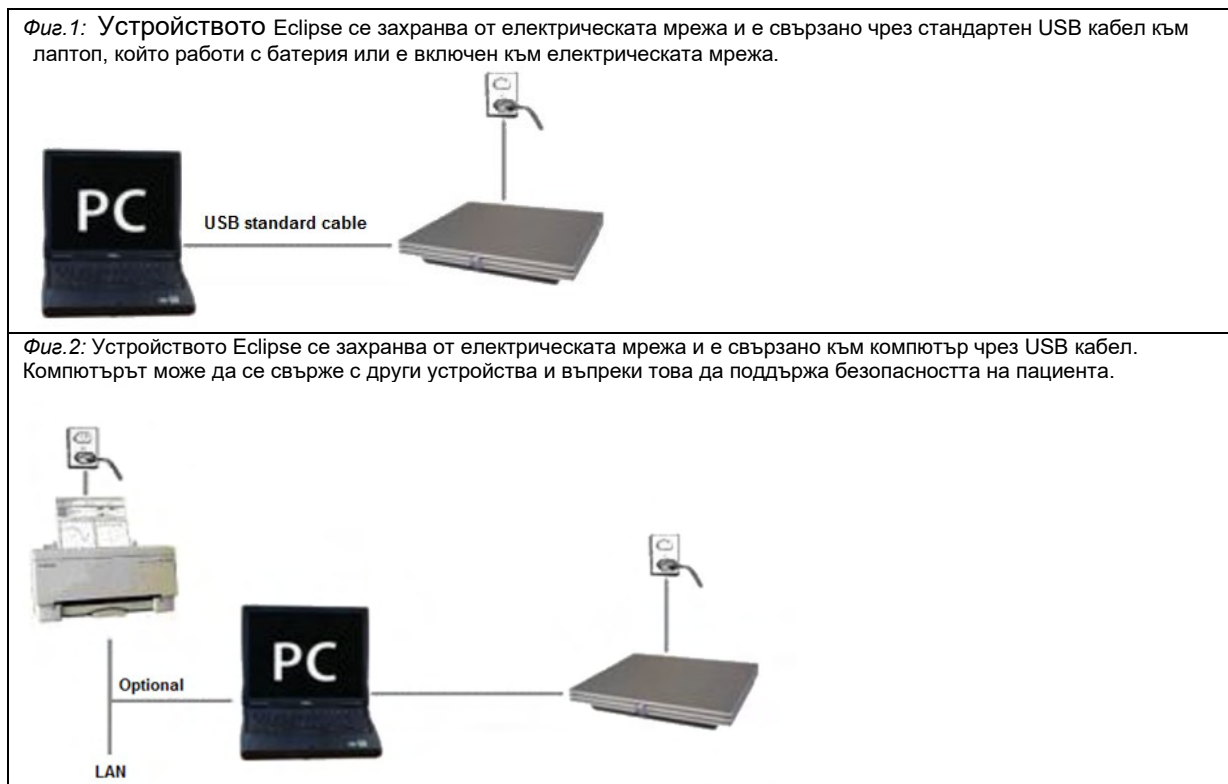 Фиг.1: Устройството Eclipse се захранва от електрическата мрежа и е свързано чрез стандартен USB кабел към
лаптоп, който работи с батерия или е включен към електрическата мрежа.
PC
USB standard cable
Фиг.2: Устройството Eclipse се захранва от електрическата мрежа и е свързано към компютър чрез USB кабел.
Компютърът може да се свърже с други устройства и въпреки това да поддържа безопасността на пациента.
PC
Optional
LAN